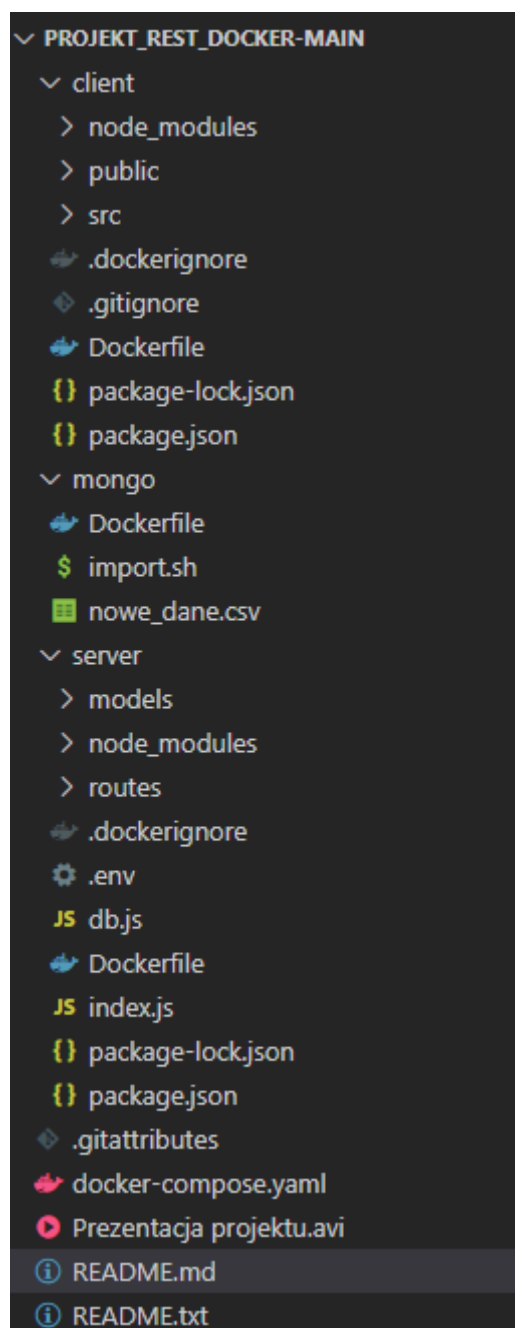 PROJEKT_REST_DOCKER-MAIN
client
node_modules
public
src
.dockerignore
.gitignore
Dockerfile
{} package-lock.json
{} package.json
mongo
Dockerfile
$ import.sh
nowe_dane.csv
server
models
node_modules
routes
.dockerignore
.env
JS db.js
Dockerfile
JS index.js
{} package-lock.json
{} package.json
.gitattributes
docker-compose.yaml
Prezentacja projektu.avi
README.md
README.txt